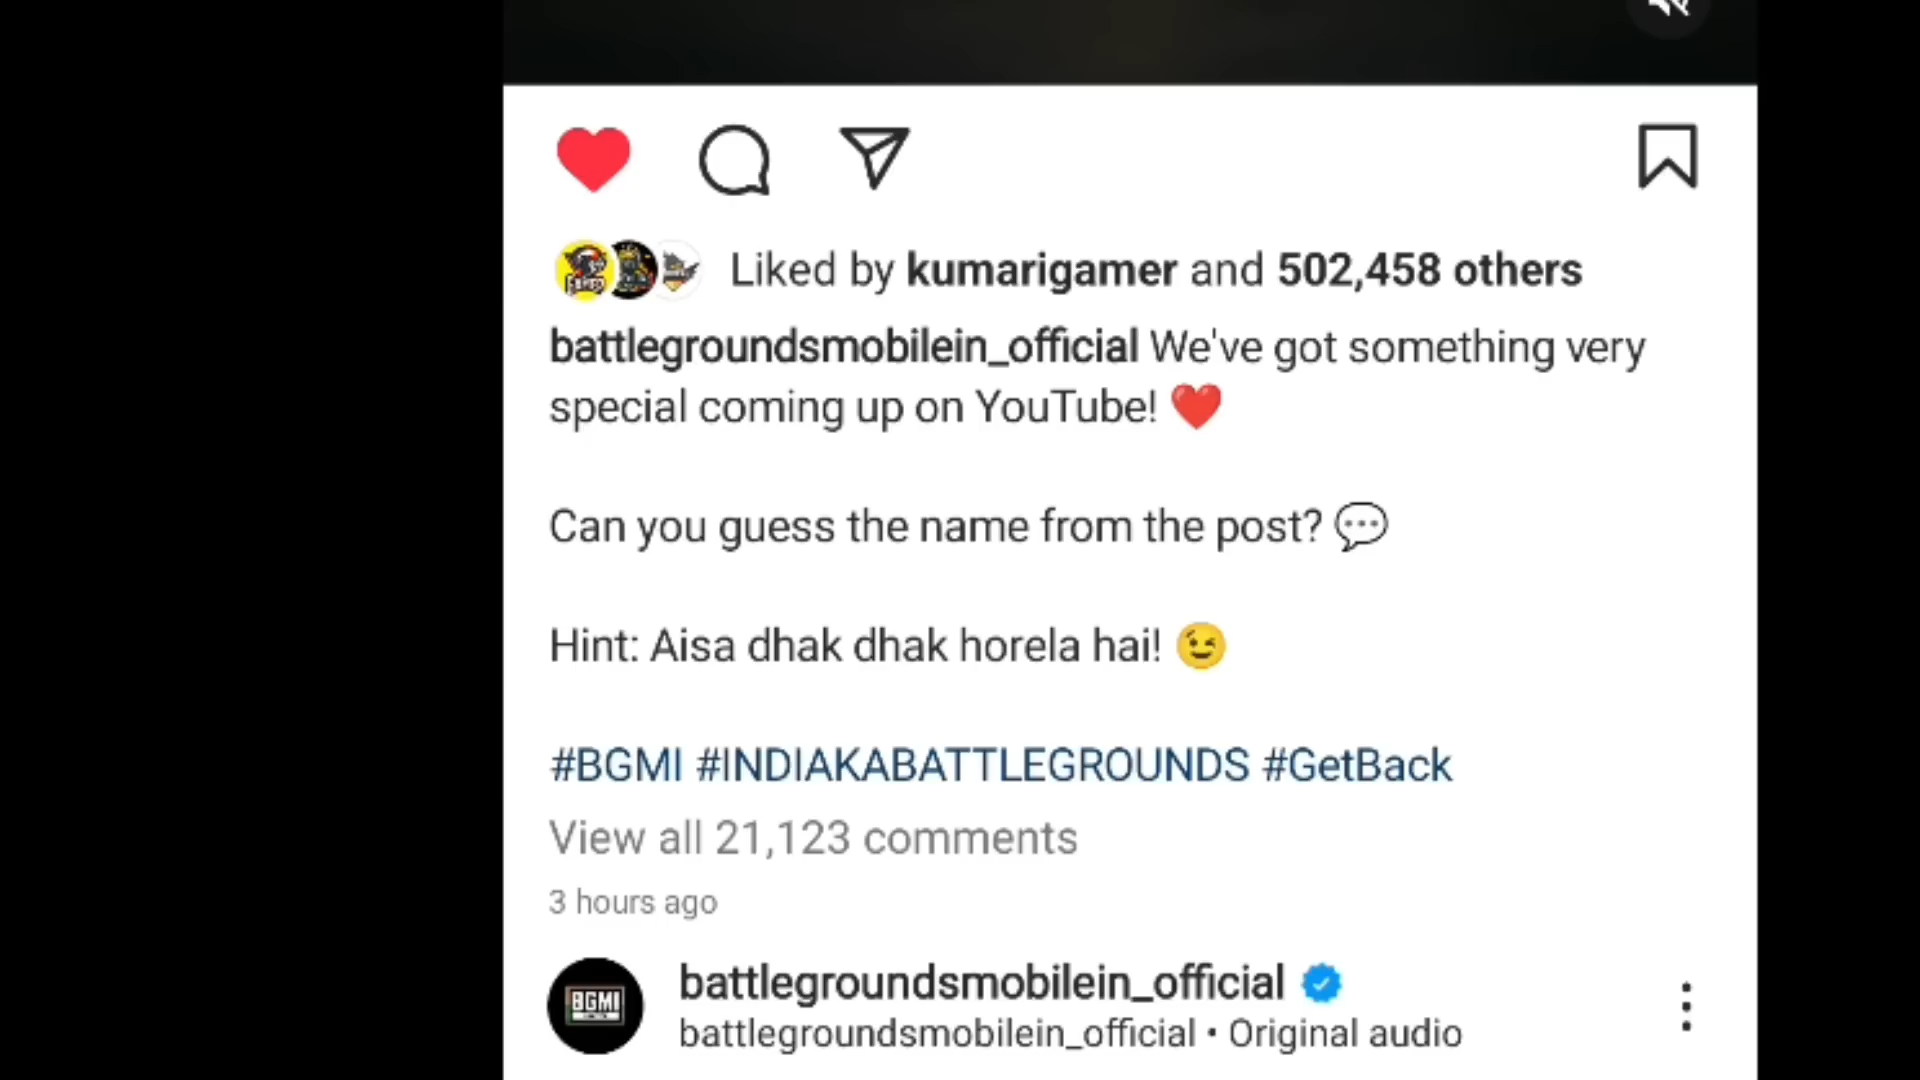 Liked by kumarigamer and 502,458 others
battlegroundsmobilein_official We've got something very
special coming up on YouTube! ❤️
Can you guess the name from the post? 💬
Hint: Aisa dhak dhak horela hai! 😉
#BGMI #INDIAKABATTLEGROUNDS #GetBack
View all 21,123 comments
3 hours ago
BGMI
battlegroundsmobilein_official
battlegroundsmobilein_official • Original audio